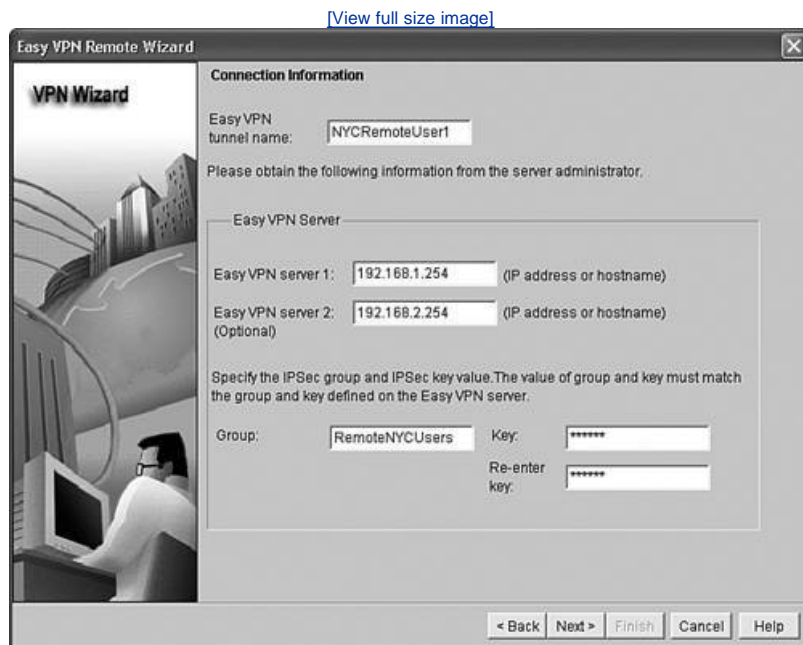 [View full size image]
Easy VPN Remote Wizard
VPN Wizard
Connection Information
Easy VPN
tunnel name:
NYCRemoteUser1
Please obtain the following information from the server administrator.
Easy VPN Server
Easy VPN server 1: 192.168.1.254 (IP address or hostname)
Easy VPN server 2: 192.168.2.254 (IP address or hostname)
(Optional)
Specify the IPSec group and IPSec key value.The value of group and key must match
the group and key defined on the Easy VPN server.
Group: RemoteNYCUsers Key: ******
Re-enter
key:
******
< Back Next > Finish Cancel Help